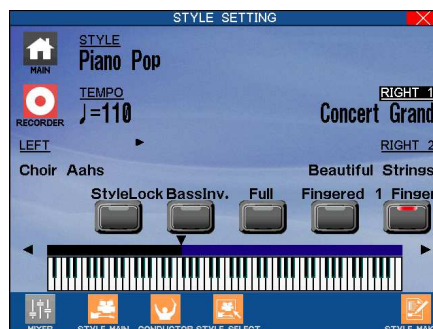 STYLE SETTING
MAIN
STYLE
Piano Pop
RECORDER
TEMPO
♩=110
RIGHT 1
Concert Grand
LEFT
RIGHT 2
Choir Aahs
Beautiful Strings
StyleLock BassInv. Full Fingered 1 Finger
MIXER STYLE MAIN CONDUCTOR STYLE SELECT STYLE MAK